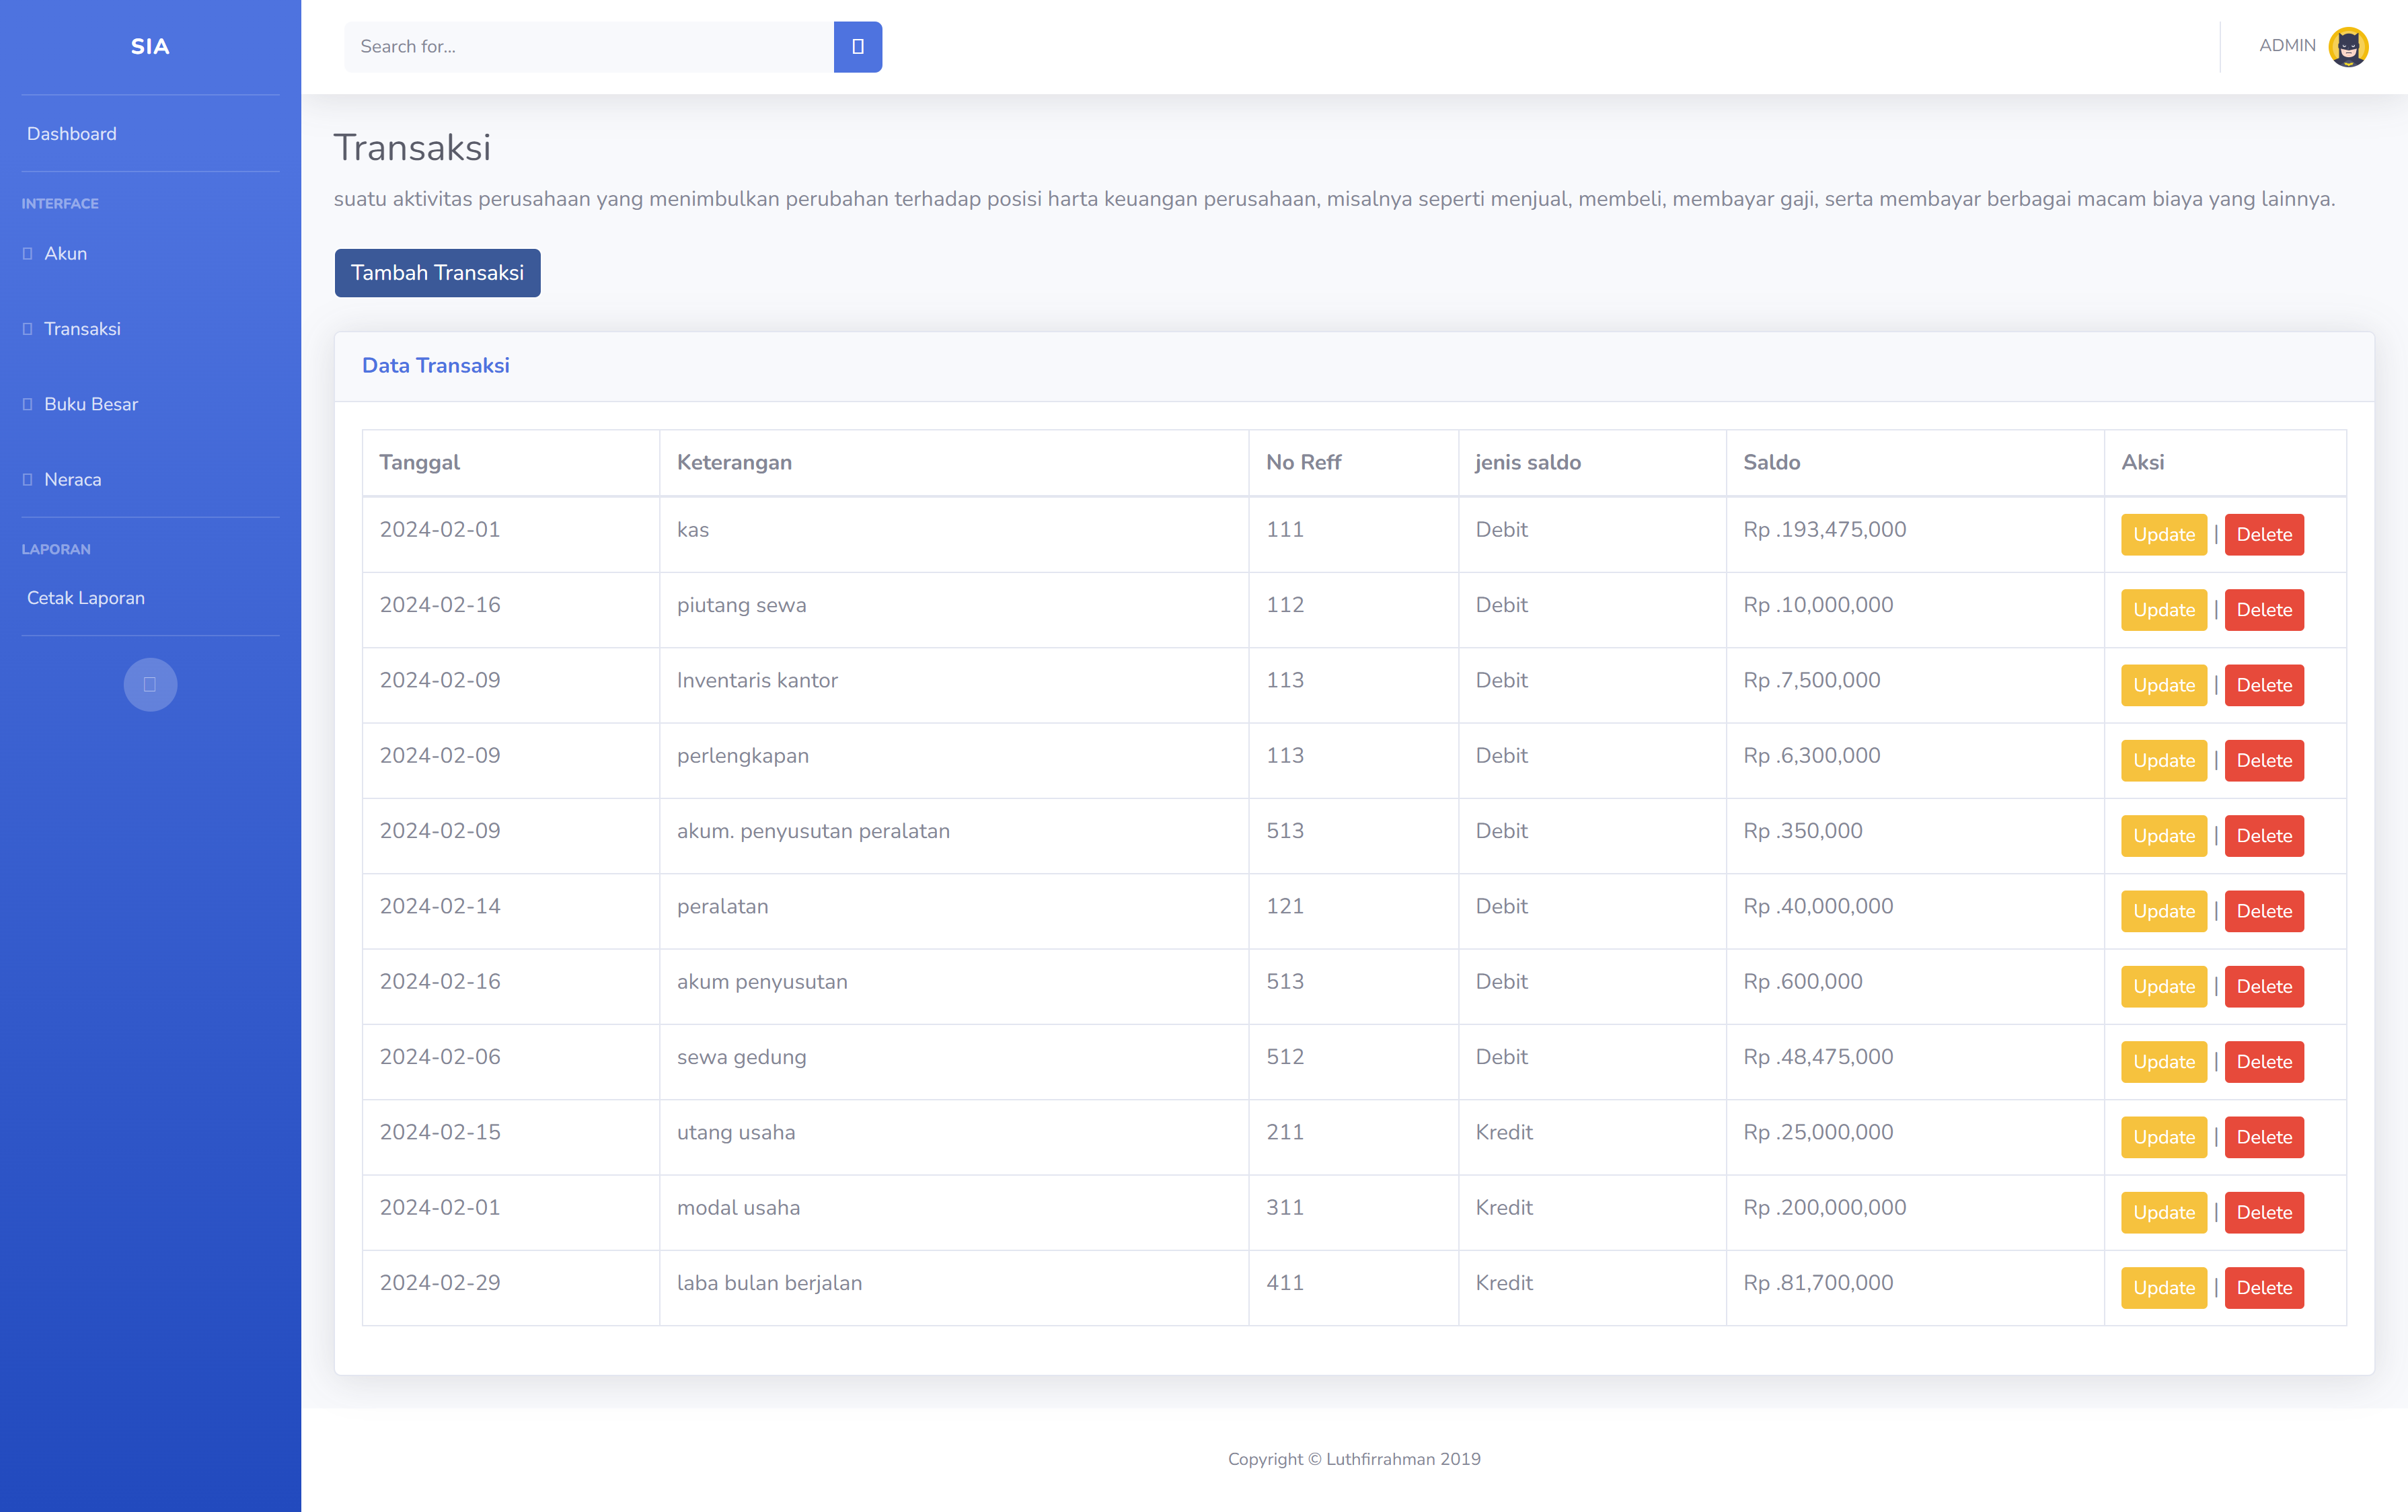 SIA
Dashboard
INTERFACE
Akun
Transaksi
Buku Besar
Neraca
LAPORAN
Cetak Laporan
Search for...
ADMIN
Transaksi
suatu aktivitas perusahaan yang menimbulkan perubahan terhadap posisi harta keuangan perusahaan, misalnya seperti menjual, membeli, membayar gaji, serta membayar berbagai macam biaya yang lainnya.
Tambah Transaksi
Data Transaksi
Tanggal Keterangan No Reff jenis saldo Saldo Aksi
2024-02-01 kas 111 Debit Rp .193,475,000 Update | Delete
2024-02-16 piutang sewa 112 Debit Rp .10,000,000 Update | Delete
2024-02-09 Inventaris kantor 113 Debit Rp .7,500,000 Update | Delete
2024-02-09 perlengkapan 113 Debit Rp .6,300,000 Update | Delete
2024-02-09 akum. penyusutan peralatan 513 Debit Rp .350,000 Update | Delete
2024-02-14 peralatan 121 Debit Rp .40,000,000 Update | Delete
2024-02-16 akum penyusutan 513 Debit Rp .600,000 Update | Delete
2024-02-06 sewa gedung 512 Debit Rp .48,475,000 Update | Delete
2024-02-15 utang usaha 211 Kredit Rp .25,000,000 Update | Delete
2024-02-01 modal usaha 311 Kredit Rp .200,000,000 Update | Delete
2024-02-29 laba bulan berjalan 411 Kredit Rp .81,700,000 Update | Delete
Copyright © Luthfirrahman 2019